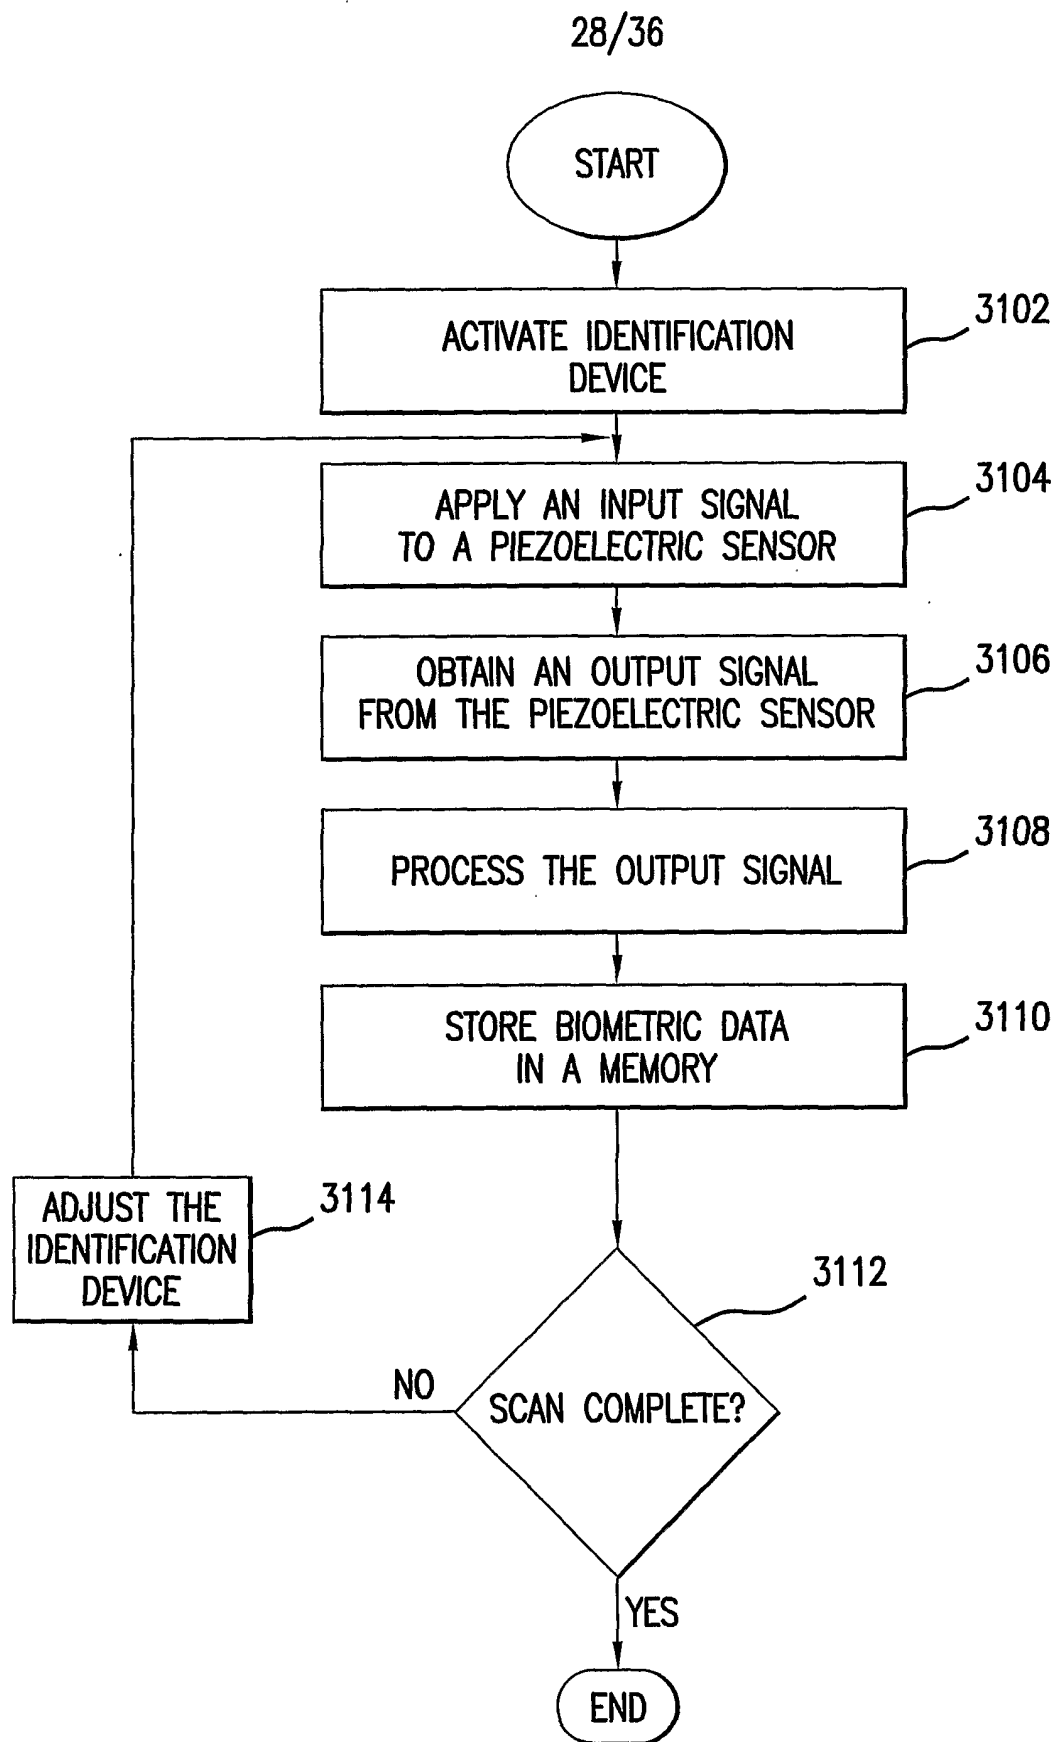 28/36
START
ACTIVATE IDENTIFICATION
DEVICE
3102
APPLY AN INPUT SIGNAL
TO A PIEZOELECTRIC SENSOR
3104
OBTAIN AN OUTPUT SIGNAL
FROM THE PIEZOELECTRIC SENSOR
3106
PROCESS THE OUTPUT SIGNAL
3108
STORE BIOMETRIC DATA
IN A MEMORY
3110
ADJUST THE
IDENTIFICATION
DEVICE
3114
3112
NO
SCAN COMPLETE?
YES
END